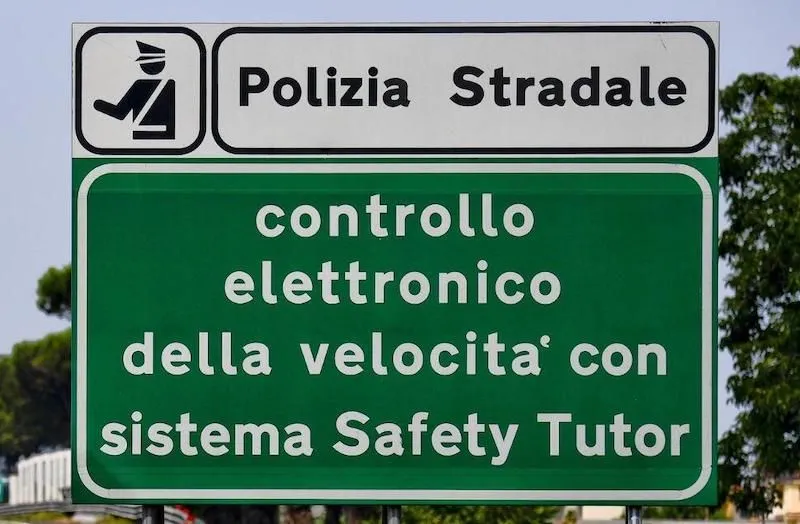 Polizia Stradale
controllo
elettronico
della velocita' con
sistema Safety Tutor